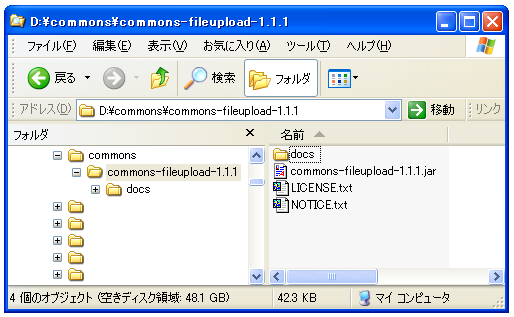 D:¥commons¥commons-fileupload-1.1.1
ファイル(F) 編集(E) 表示(V) お気に入り(A) ツール(T) ヘルプ(H)
戻る 検索 フォルダ
アドレス(D) D:¥commons¥commons-fileupload-1.1.1 移動 リンク
フォルダ × 名前
commons
commons-fileupload-1.1.1
docs
docs
commons-fileupload-1.1.1.jar
LICENSE.txt
NOTICE.txt
4 個のオブジェクト (空きディスク領域: 48.1 GB) 42.3 KB マイ コンピュータ